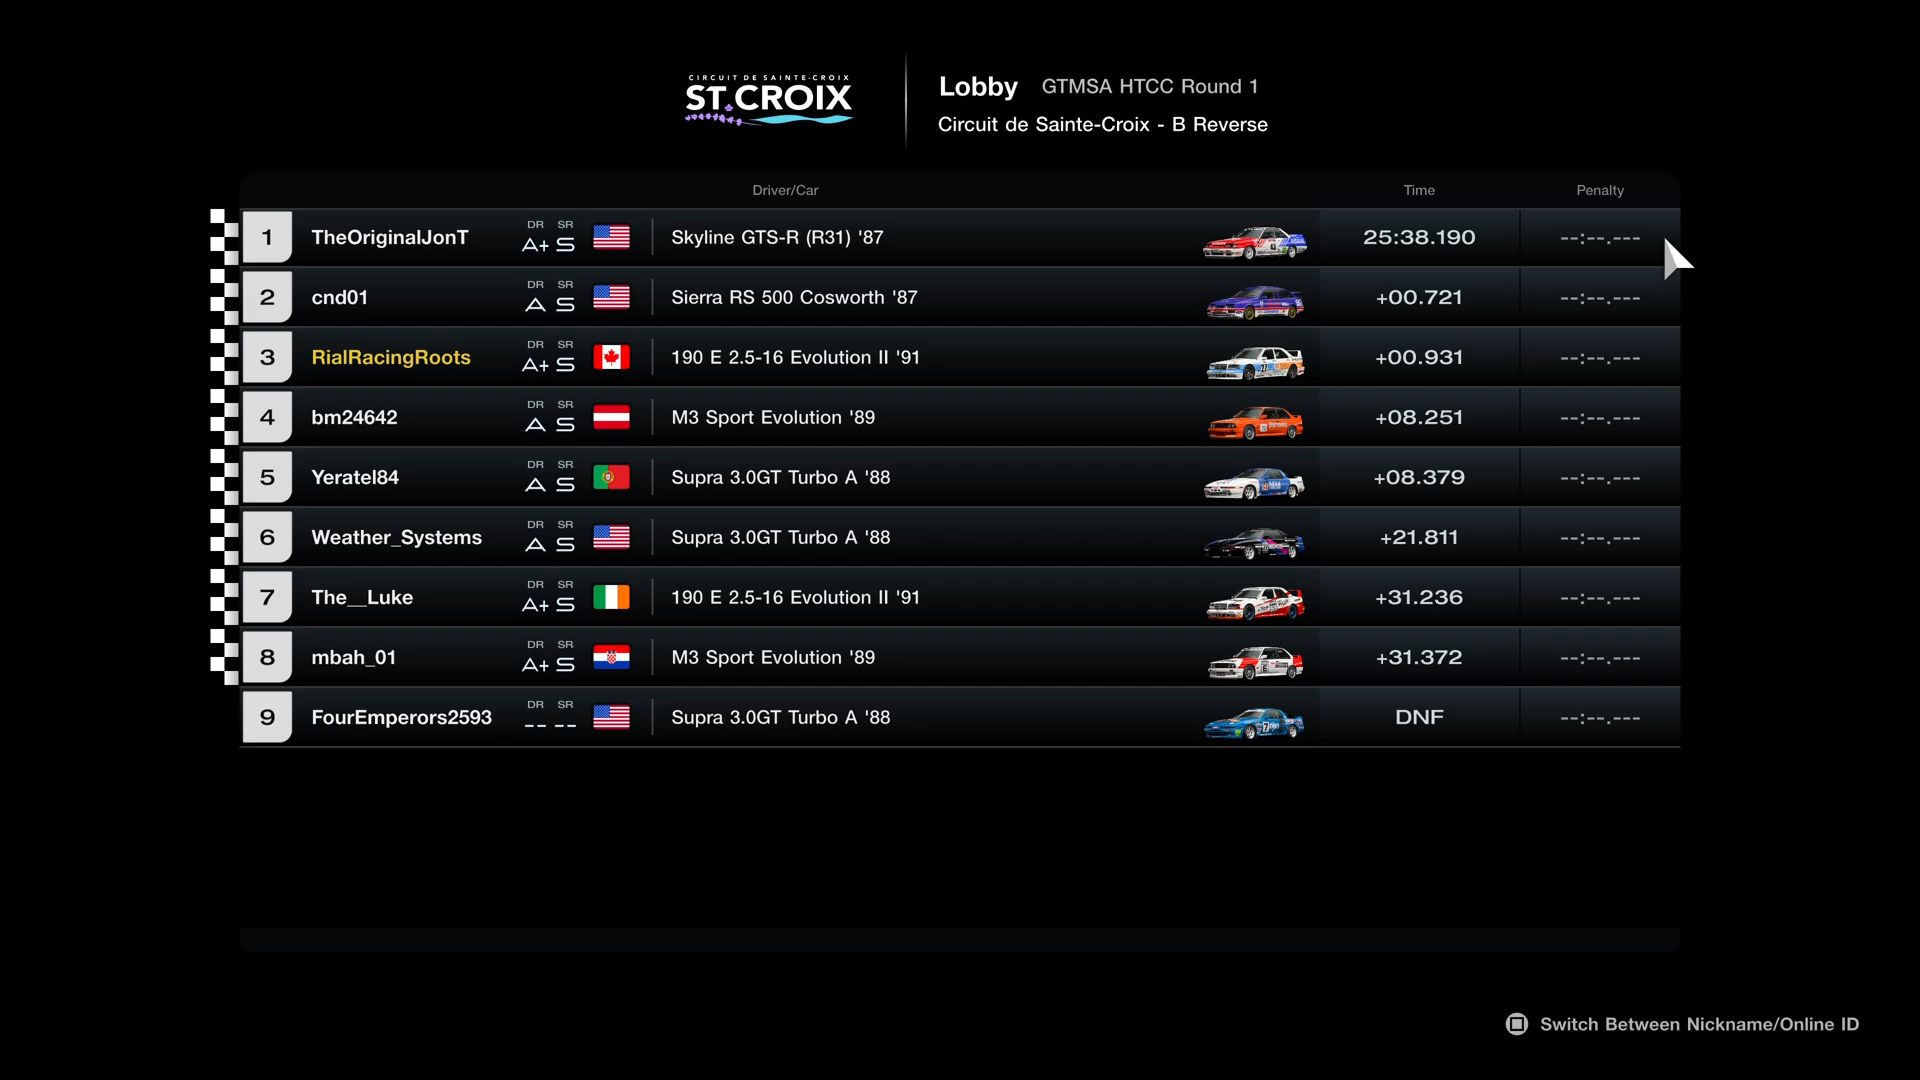 CIRCUIT DE SAINTE-CROIX
ST.CROIX
Lobby GTMSA HTCC Round 1
Circuit de Sainte-Croix - B Reverse
Driver/Car Time Penalty
1 TheOriginalJonT DR A+ SR S Skyline GTS-R (R31) '87 25:38.190 --:--.---
2 cnd01 DR A SR S Sierra RS 500 Cosworth '87 +00.721 --:--.---
3 RialRacingRoots DR A+ SR S 190 E 2.5-16 Evolution II '91 +00.931 --:--.---
4 bm24642 DR A SR S M3 Sport Evolution '89 +08.251 --:--.---
5 Yeratel84 DR A SR S Supra 3.0GT Turbo A '88 +08.379 --:--.---
6 Weather_Systems DR A SR S Supra 3.0GT Turbo A '88 +21.811 --:--.---
7 The__Luke DR A+ SR S 190 E 2.5-16 Evolution II '91 +31.236 --:--.---
8 mbah_01 DR A+ SR S M3 Sport Evolution '89 +31.372 --:--.---
9 FourEmperors2593 DR -- SR -- Supra 3.0GT Turbo A '88 DNF --:--.---
Switch Between Nickname/Online ID